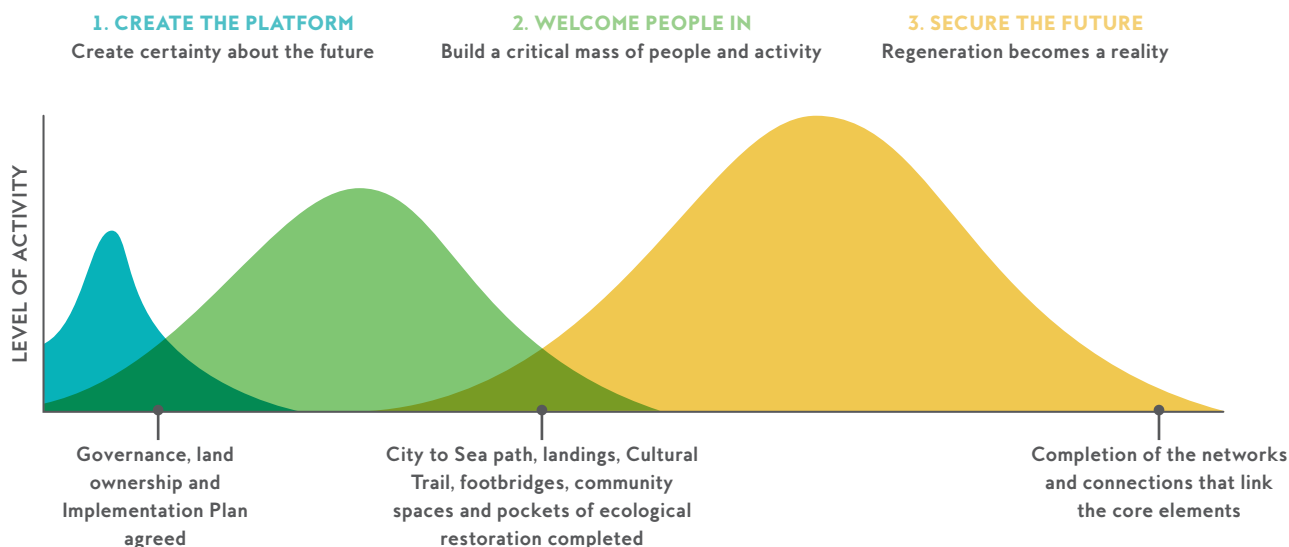 1. CREATE THE PLATFORM
Create certainty about the future
2. WELCOME PEOPLE IN
Build a critical mass of people and activity
3. SECURE THE FUTURE
Regeneration becomes a reality
LEVEL OF ACTIVITY
Governance, land
ownership and
Implementation Plan
agreed
City to Sea path, landings, Cultural
Trail, footbridges, community
spaces and pockets of ecological
restoration completed
Completion of the networks
and connections that link
the core elements